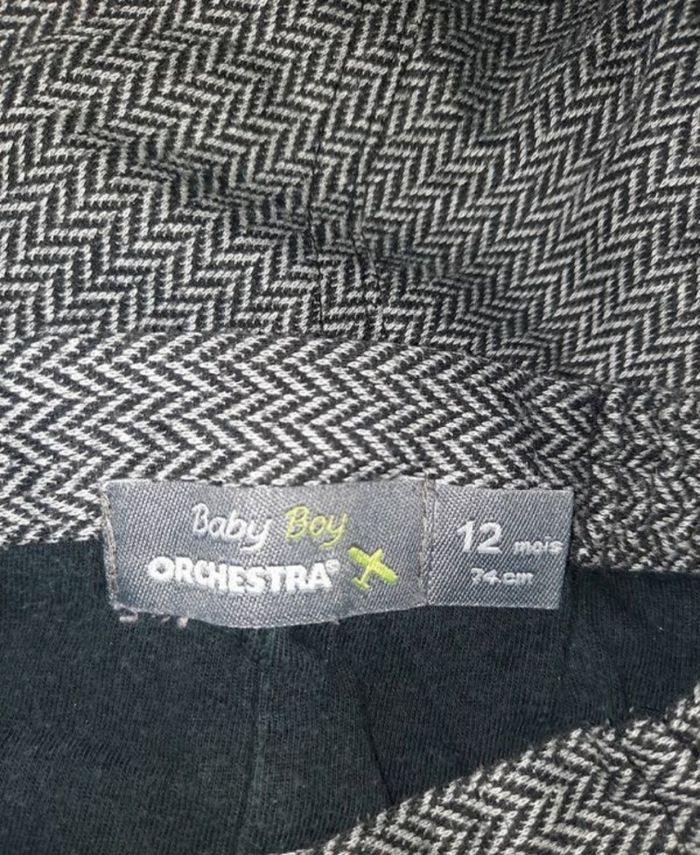 Baby Boy
ORCHESTRA®
12 mois
74 cm